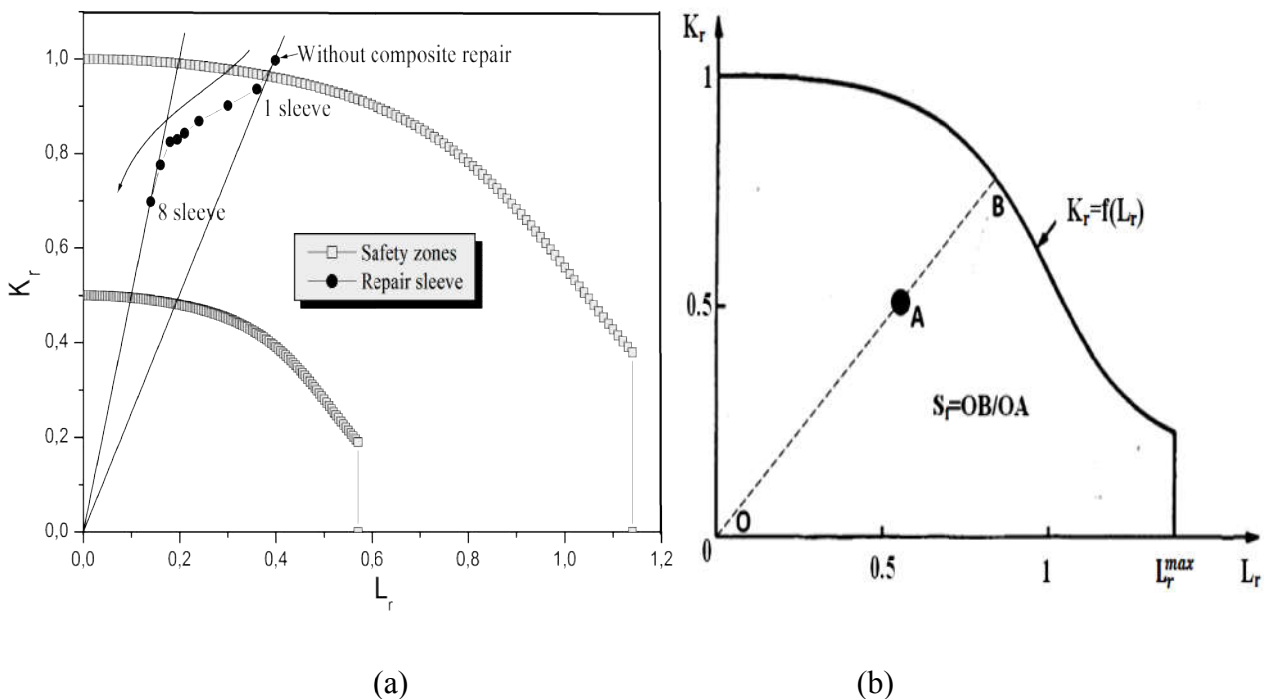 1,0
0,8
0,6
0,4
0,2
0,0
K_r
Without composite repair
1 sleeve
8 sleeve
Safety zones
Repair sleeve
0,0 0,2 0,4 0,6 0,8 1,0 1,2
L_r
(a)
b)
K_r
1
0.5
0
B
K_r=f(L_r)
A
S_f=OB/OA
O
0.5 1 L_r^max L_r
(b)